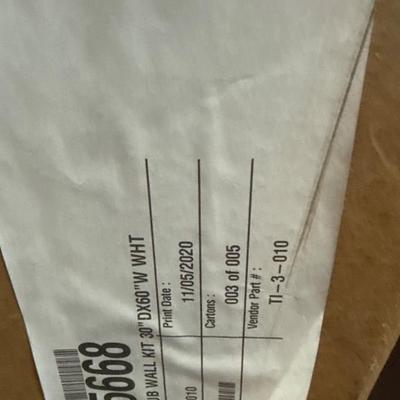 5668
UB WALL KIT 30"DX60"W WHT
Print Date :
11/05/2020
010
Cartons :
003 of 005
Vendor Part # :
TI-3-010